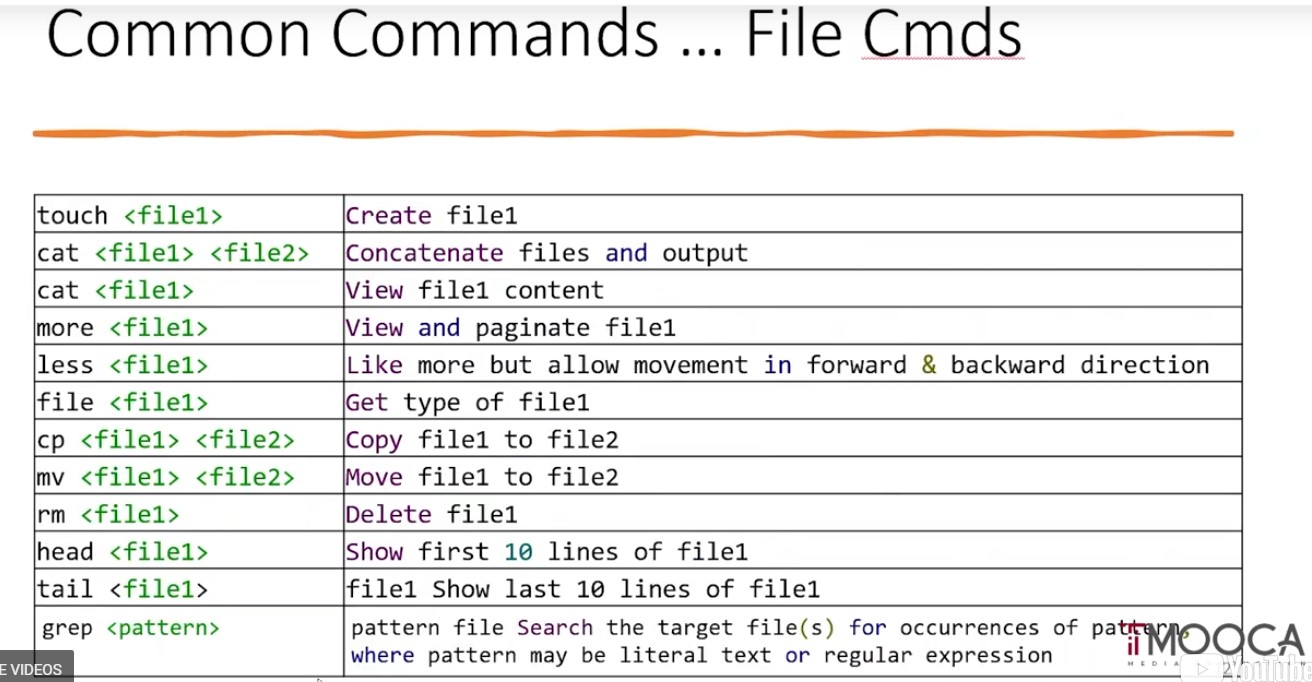 Common Commands ... File Cmds
touch <file1> Create file1
cat <file1> <file2> Concatenate files and output
cat <file1> View file1 content
more <file1> View and paginate file1
less <file1> Like more but allow movement in forward & backward direction
file <file1> Get type of file1
cp <file1> <file2> Copy file1 to file2
mv <file1> <file2> Move file1 to file2
rm <file1> Delete file1
head <file1> Show first 10 lines of file1
tail <file1> file1 Show last 10 lines of file1
grep <pattern> pattern file Search the target file(s) for occurrences of pattern,
where pattern may be literal text or regular expression
MOOCA
MEDIA
E VIDEOS
YouTube